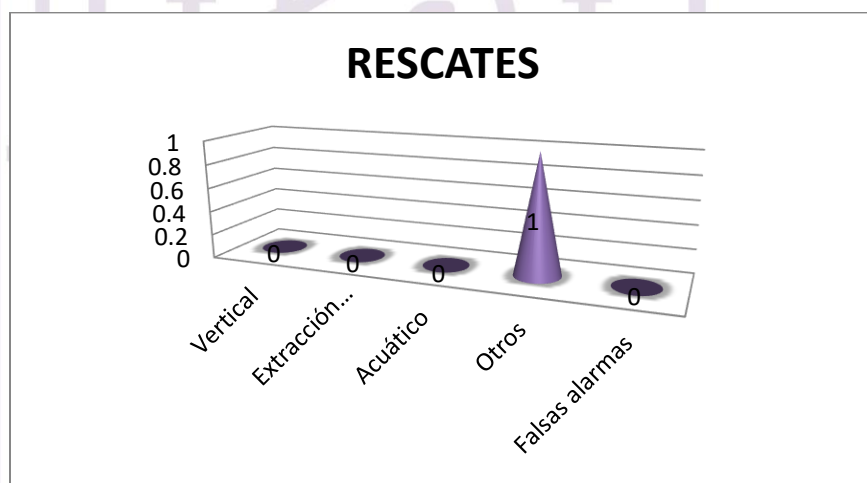 RESCATES
1
0.8
0.6
0.4
0.2
0
0
0
0
1
0
Vertical
Extracción...
Acuático
Otros
Falsas alarmas